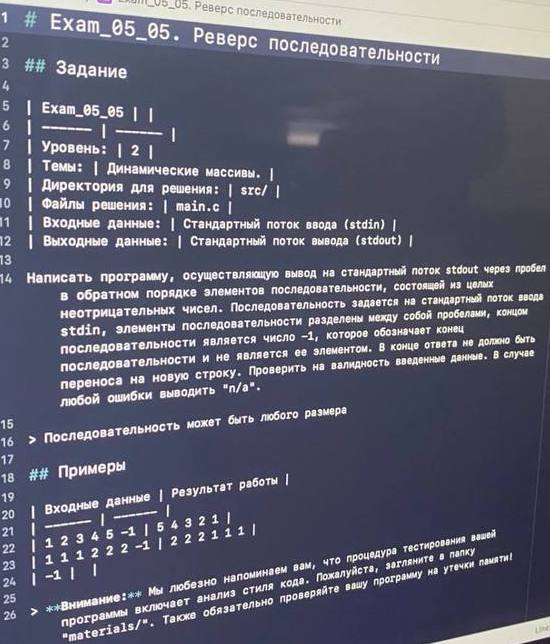 Exam_05_05. Реверс последовательности
1 # Exam_05_05. Реверс последовательности
2
3 ## Задание
4
5 | Exam_05_05 | |
6 | —————— | —————— |
7 | Уровень: | 2 |
8 | Темы: | Динамические массивы. |
9 | Директория для решения: | src/ |
10 | Файлы решения: | main.c |
11 | Входные данные: | Стандартный поток ввода (stdin) |
12 | Выходные данные: | Стандартный поток вывода (stdout) |
13
14 Написать программу, осуществляющую вывод на стандартный поток stdout через пробел
в обратном порядке элементов последовательности, состоящей из целых
неотрицательных чисел. Последовательность задается на стандартный поток ввода
stdin, элементы последовательности разделены между собой пробелами, концом
последовательности является число -1, которое обозначает конец
последовательности и не является ее элементом. В конце ответа не должно быть
переноса на новую строку. Проверить на валидность введенные данные. В случае
любой ошибки выводить "n/a".
15
16 > Последовательность может быть любого размера
17
18 ## Примеры
19
20 | Входные данные | Результат работы |
21 | —————— | —————— |
22 | 1 2 3 4 5 -1 | 5 4 3 2 1 |
23 | 1 1 1 2 2 2 -1 | 2 2 2 1 1 1 |
24 | -1 | |
25
26 > **Внимание:** Мы любезно напоминаем вам, что процедура тестирования вашей
программы включает анализ стиля кода. Пожалуйста, загляните в папку
"materials/". Также обязательно проверяйте вашу программу на утечки памяти!